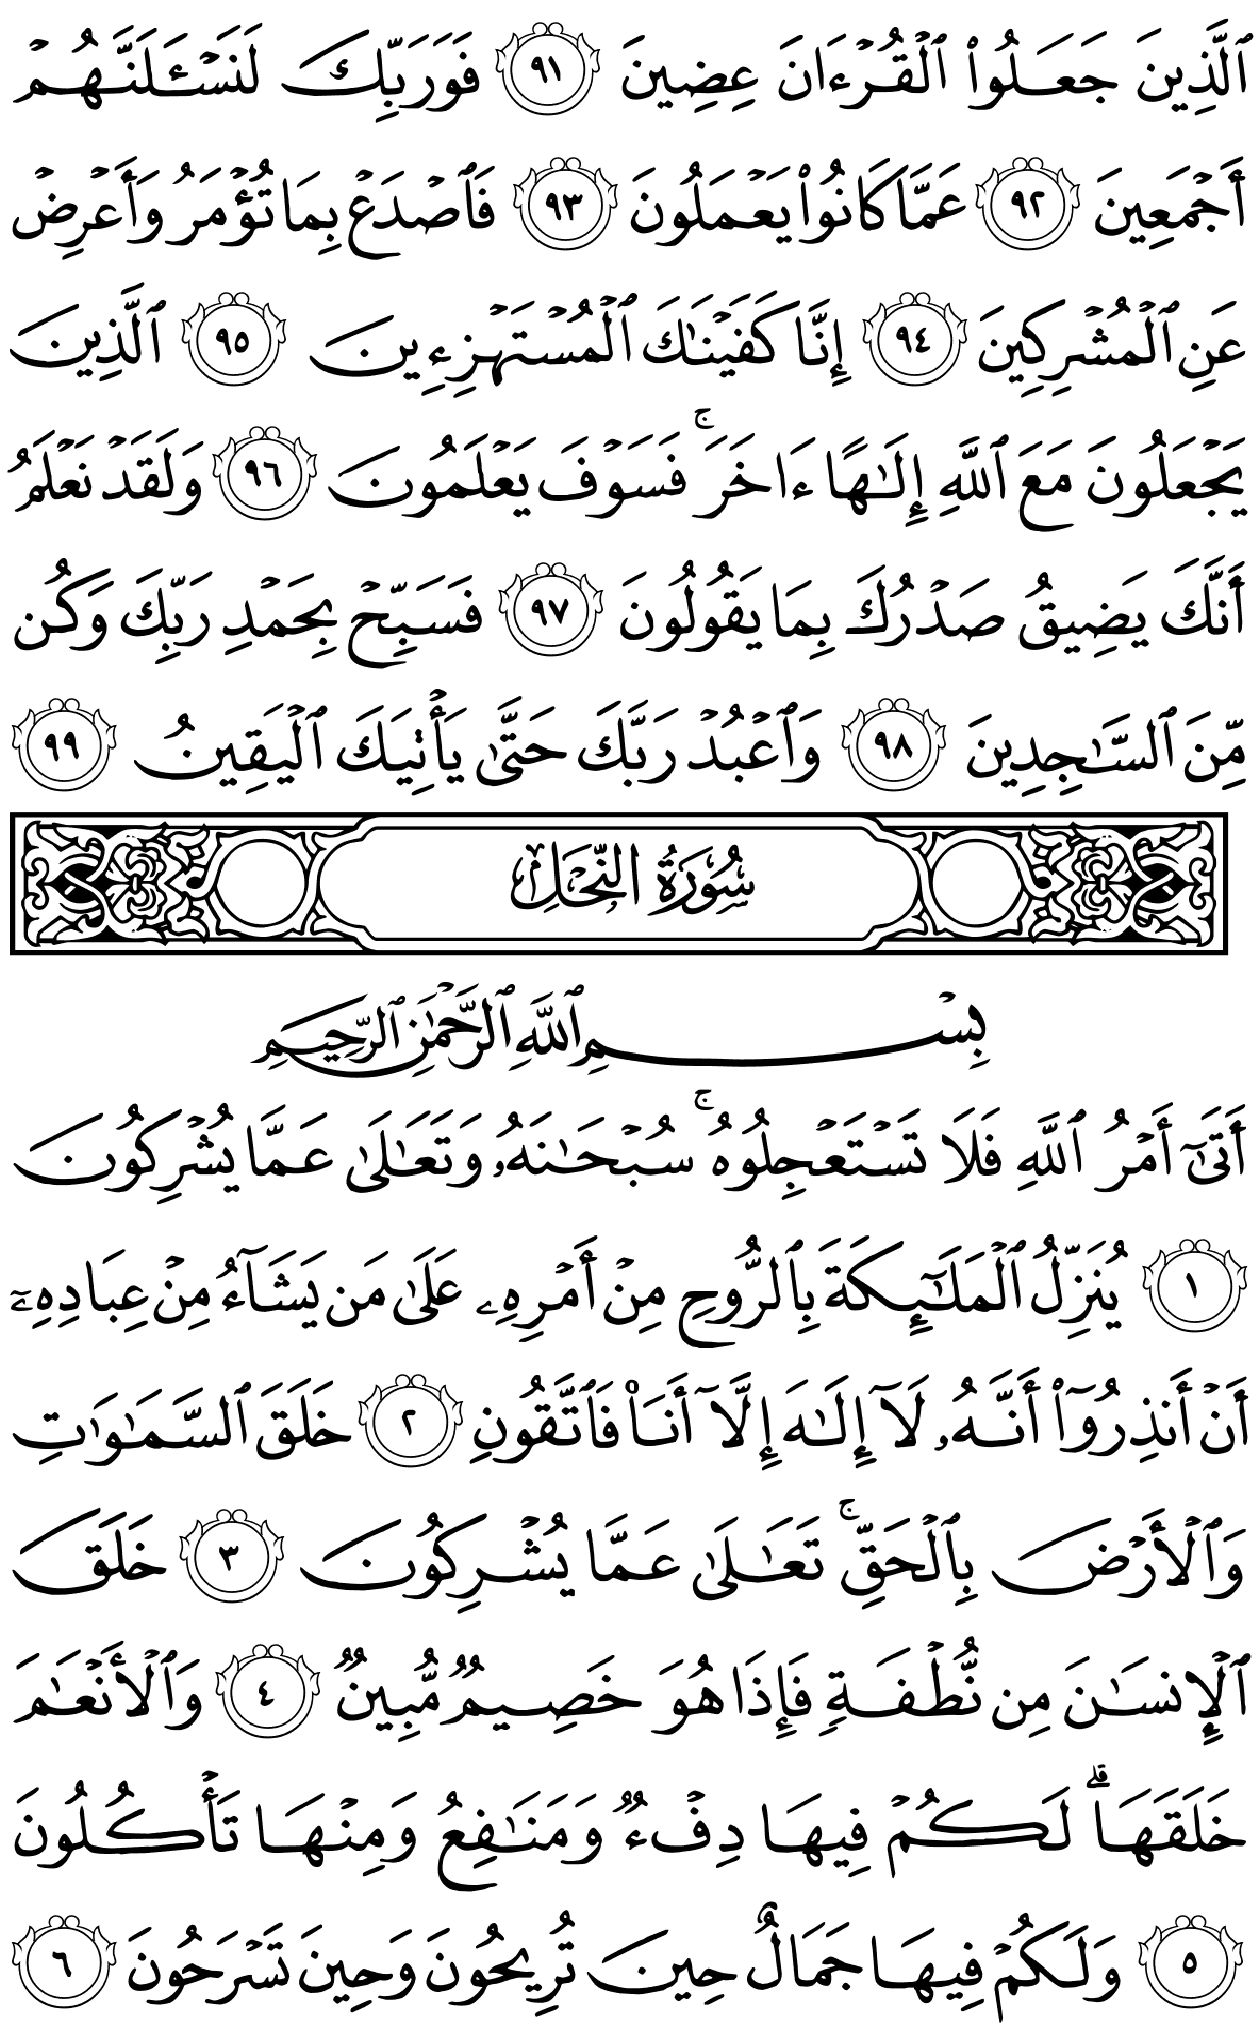 ٱلَّذِينَ جَعَلُوا۟ ٱلْقُرْءَانَ عِضِينَ ٩١ فَوَرَبِّكَ لَنَسْـَٔلَنَّهُمْ
أَجْمَعِينَ ٩٢ عَمَّا كَانُوا۟ يَعْمَلُونَ ٩٣ فَٱصْدَعْ بِمَا تُؤْمَرُ وَأَعْرِضْ
عَنِ ٱلْمُشْرِكِينَ ٩٤ إِنَّا كَفَيْنَـٰكَ ٱلْمُسْتَهْزِءِينَ ٩٥ ٱلَّذِينَ
يَجْعَلُونَ مَعَ ٱللَّهِ إِلَـٰهًا ءَاخَرَ ۚ فَسَوْفَ يَعْلَمُونَ ٩٦ وَلَقَدْ نَعْلَمُ
أَنَّكَ يَضِيقُ صَدْرُكَ بِمَا يَقُولُونَ ٩٧ فَسَبِّحْ بِحَمْدِ رَبِّكَ وَكُن
مِّنَ ٱلسَّـٰجِدِينَ ٩٨ وَٱعْبُدْ رَبَّكَ حَتَّىٰ يَأْتِيَكَ ٱلْيَقِينُ ٩٩
سُورَةُ النَّحْلِ
بِسْمِ ٱللَّهِ ٱلرَّحْمَـٰنِ ٱلرَّحِيمِ
أَتَىٰٓ أَمْرُ ٱللَّهِ فَلَا تَسْتَعْجِلُوهُ ۚ سُبْحَـٰنَهُۥ وَتَعَـٰلَىٰ عَمَّا يُشْرِكُونَ
١ يُنَزِّلُ ٱلْمَلَـٰٓئِكَةَ بِٱلرُّوحِ مِنْ أَمْرِهِۦ عَلَىٰ مَن يَشَآءُ مِنْ عِبَادِهِۦٓ
أَنْ أَنذِرُوٓا۟ أَنَّهُۥ لَآ إِلَـٰهَ إِلَّآ أَنَا۠ فَٱتَّقُونِ ٢ خَلَقَ ٱلسَّمَـٰوَٰتِ
وَٱلْأَرْضَ بِٱلْحَقِّ ۚ تَعَـٰلَىٰ عَمَّا يُشْرِكُونَ ٣ خَلَقَ
ٱلْإِنسَـٰنَ مِن نُّطْفَةٍ فَإِذَا هُوَ خَصِيمٌ مُّبِينٌ ٤ وَٱلْأَنْعَـٰمَ
خَلَقَهَا ۗ لَكُمْ فِيهَا دِفْءٌ وَمَنَـٰفِعُ وَمِنْهَا تَأْكُلُونَ
٥ وَلَكُمْ فِيهَا جَمَالٌ حِينَ تُرِيحُونَ وَحِينَ تَسْرَحُونَ ٦